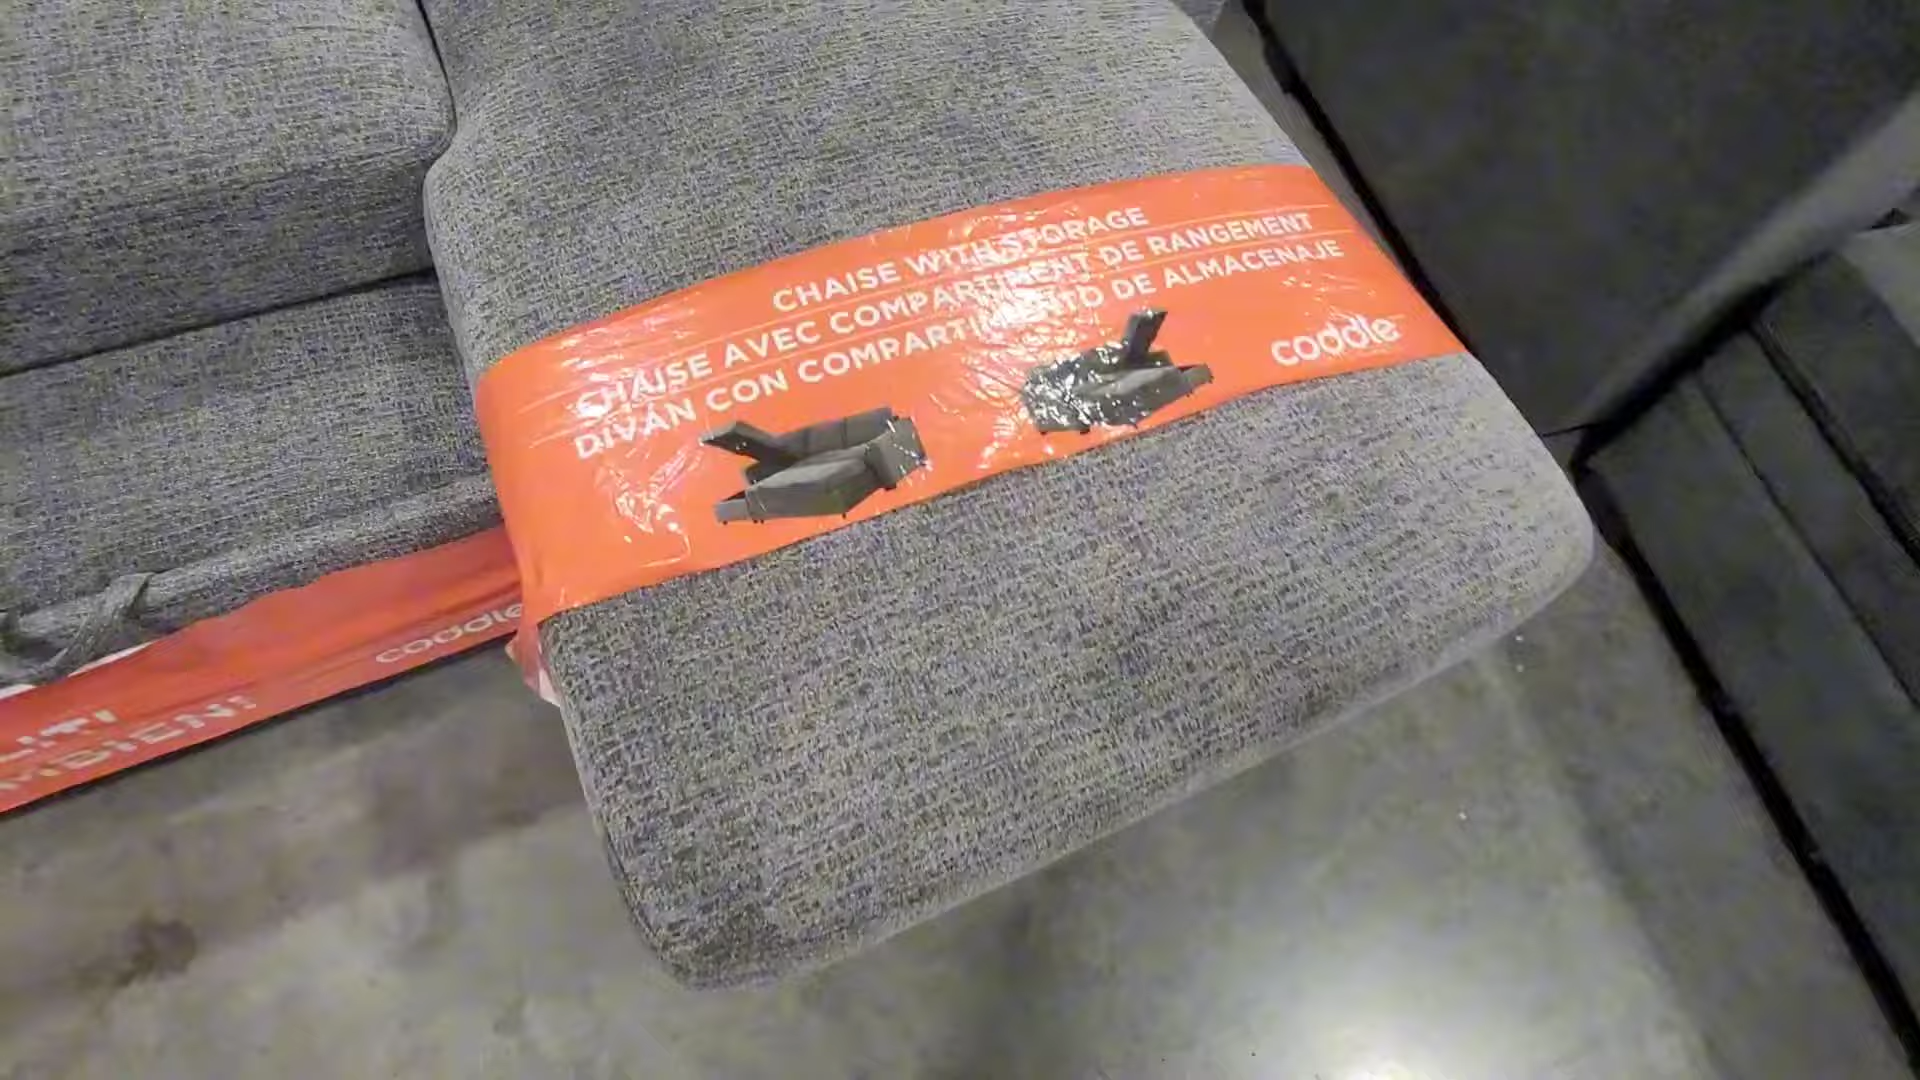 CHAISE WITH STORAGE
CHAISE AVEC COMPARTIMENT DE RANGEMENT
DIVÁN CON COMPARTIMENTO DE ALMACENAJE
coddle
coddle